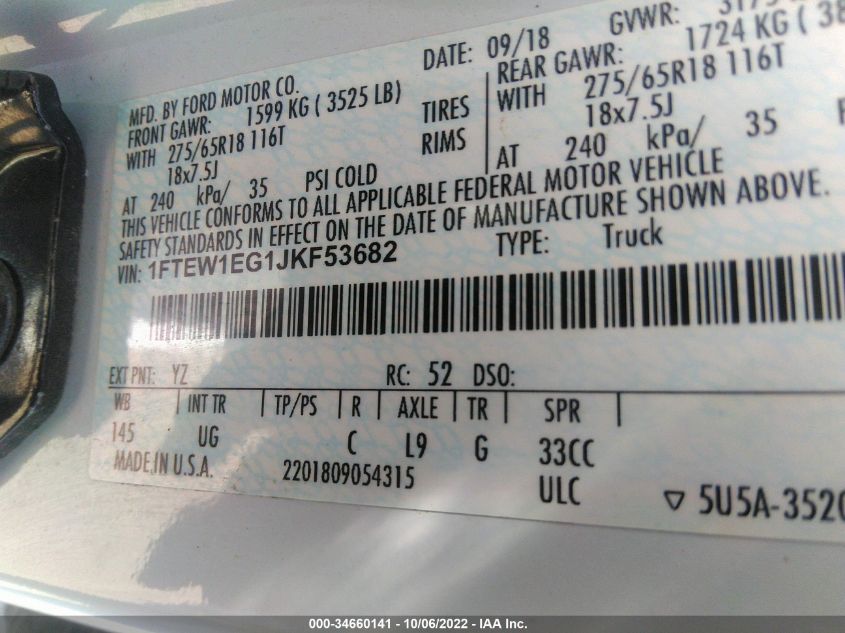 MFD. BY FORD MOTOR CO. DATE: 09/18 GVWR:
FRONT GAWR: 1599 KG ( 3525 LB) REAR GAWR: 1724 KG (
WITH 275/65R18 116T TIRES WITH 275/65R18 116T
18x7.5J RIMS 18x7.5J
AT 240 kPa/ 35 PSI COLD AT 240 kPa/ 35
THIS VEHICLE CONFORMS TO ALL APPLICABLE FEDERAL MOTOR VEHICLE
SAFETY STANDARDS IN EFFECT ON THE DATE OF MANUFACTURE SHOWN ABOVE.
VIN: 1FTEW1EG1JKF53682 TYPE: Truck
EXT PNT: YZ RC: 52 DSO:
WB INT TR TP/PS R AXLE TR SPR
145 UG C L9 G 33CC
MADE IN U.S.A. 2201809054315 ULC ▽ 5U5A-3520
000-34660141 - 10/06/2022 - IAA Inc.